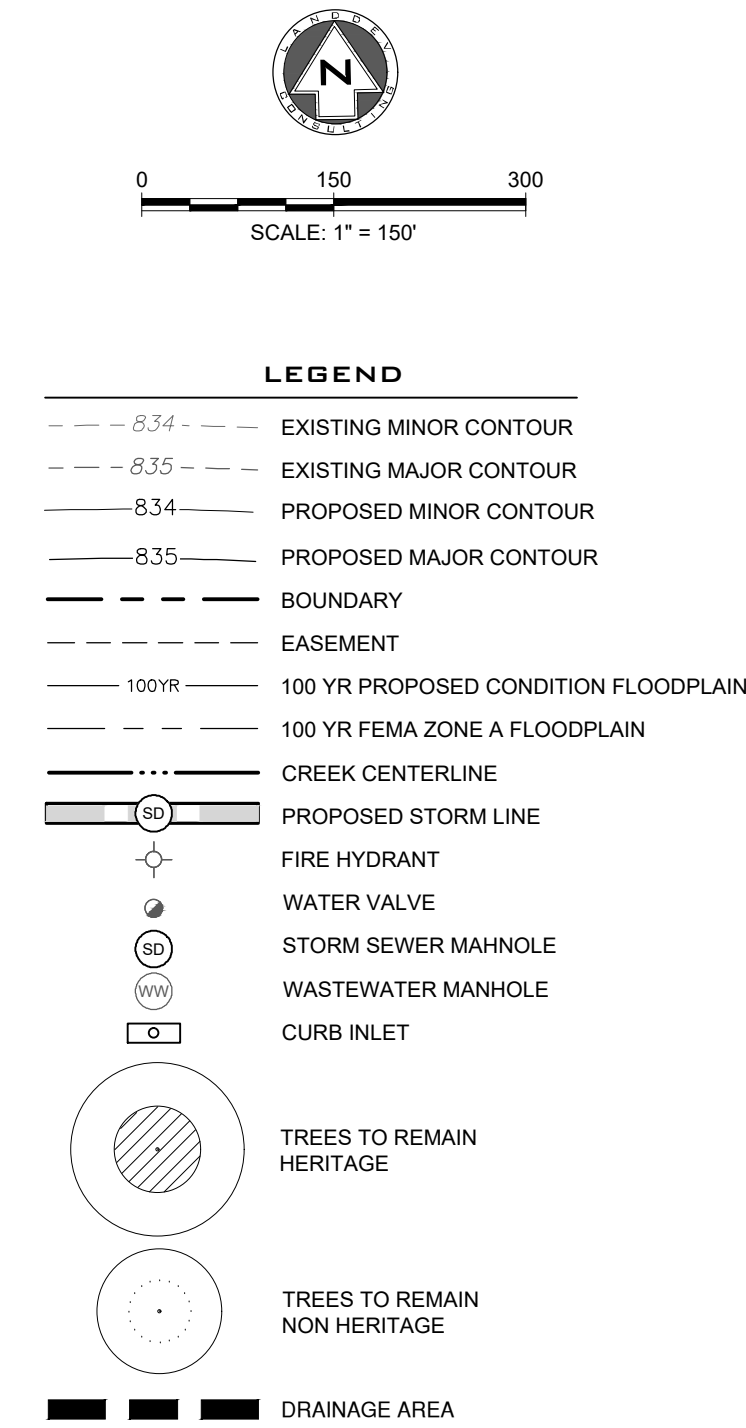 LANDDEV
CONSULTING
N
0 150 300
SCALE: 1" = 150'
LEGEND
834 EXISTING MINOR CONTOUR
835 EXISTING MAJOR CONTOUR
834 PROPOSED MINOR CONTOUR
835 PROPOSED MAJOR CONTOUR
BOUNDARY
EASEMENT
100YR 100 YR PROPOSED CONDITION FLOODPLAIN
100 YR FEMA ZONE A FLOODPLAIN
CREEK CENTERLINE
SD PROPOSED STORM LINE
FIRE HYDRANT
WATER VALVE
SD STORM SEWER MAHNOLE
WW WASTEWATER MANHOLE
CURB INLET
TREES TO REMAIN
HERITAGE
TREES TO REMAIN
NON HERITAGE
DRAINAGE AREA